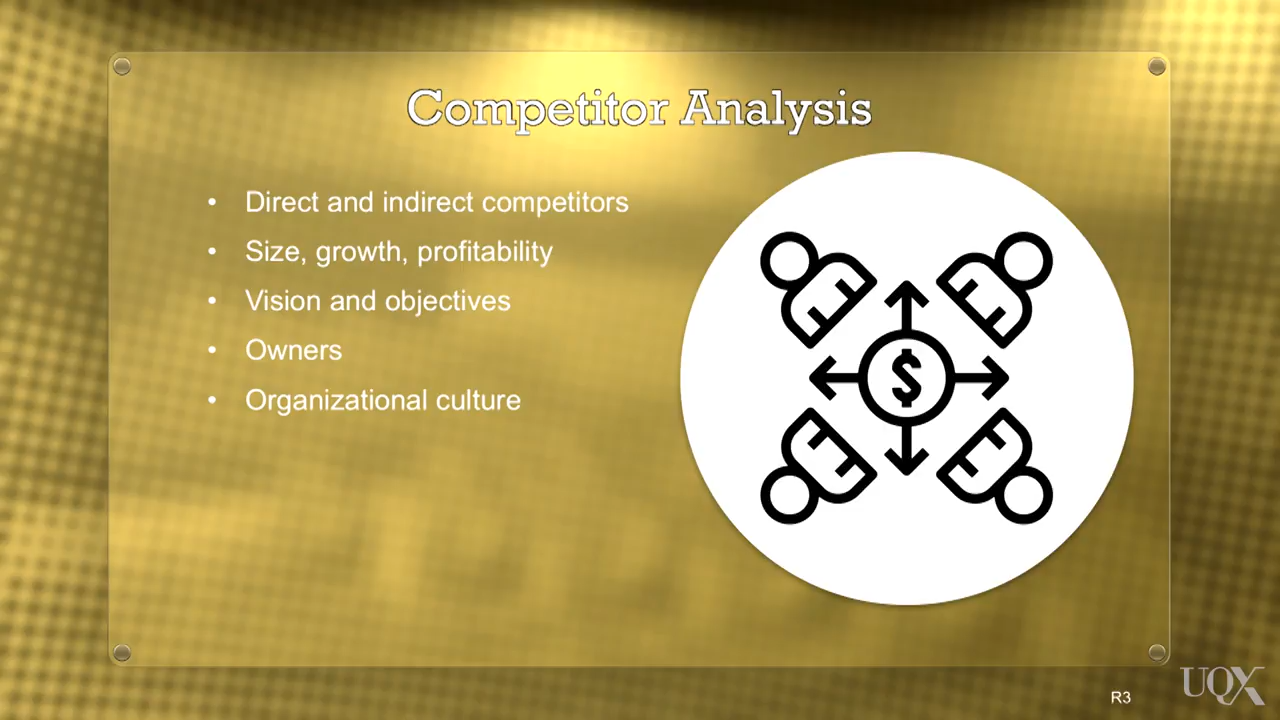 Competitor Analysis
• Direct and indirect competitors
• Size, growth, profitability
• Vision and objectives
• Owners
• Organizational culture
$
R3
UQX